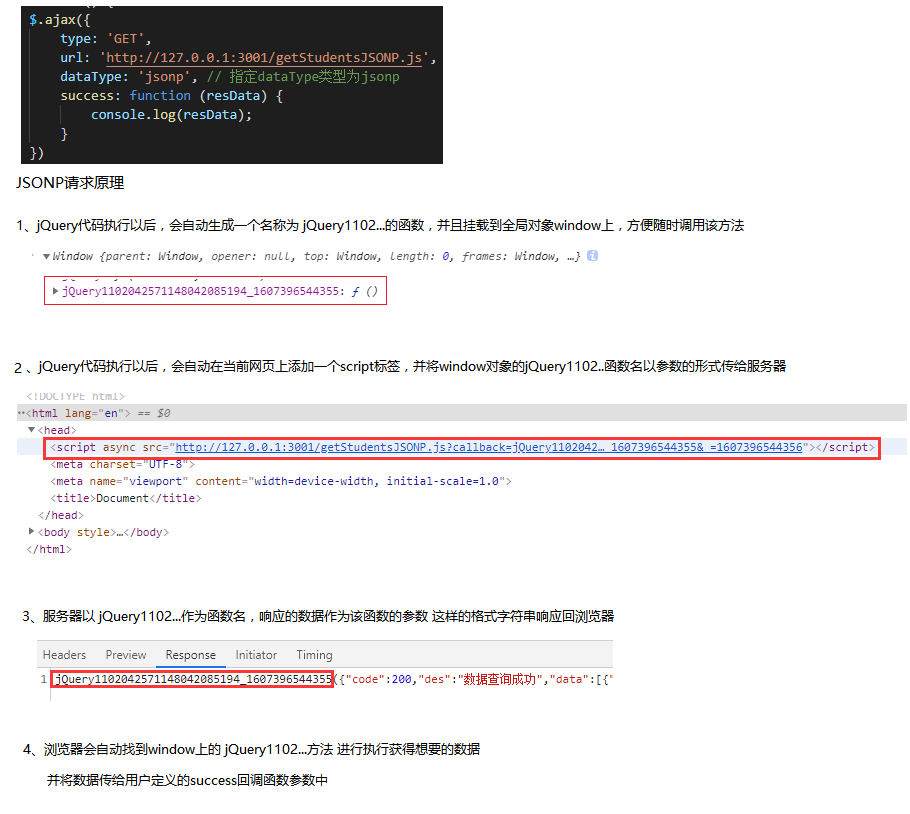 $.ajax({
type: 'GET',
url: 'http://127.0.0.1:3001/getStudentsJSONP.js',
dataType: 'jsonp', // 指定dataType类型为jsonp
success: function (resData) {
console.log(resData);
}
})
JSONP请求原理
1、jQuery代码执行以后，会自动生成一个名称为 jQuery1102...的函数，并且挂载到全局对象window上，方便随时调用该方法
▼Window {parent: Window, opener: null, top: Window, length: 0, frames: Window, …} i
▶jQuery1102042571148042085194_1607396544355: ƒ ()
2 、jQuery代码执行以后，会自动在当前网页上添加一个script标签，并将window对象的jQuery1102..函数名以参数的形式传给服务器
<!DOCTYPE html>
··<html lang="en"> == $0
▼<head>
<script async src="http://127.0.0.1:3001/getStudentsJSONP.js?callback=jQuery1102042…_1607396544355&_=1607396544356"></script>
<meta charset="UTF-8">
<meta name="viewport" content="width=device-width, initial-scale=1.0">
<title>Document</title>
</head>
▶<body style>…</body>
</html>
3、服务器以 jQuery1102...作为函数名，响应的数据作为该函数的参数 这样的格式字符串响应回浏览器
Headers Preview Response Initiator Timing
1 jQuery1102042571148042085194_1607396544355({"code":200,"des":"数据查询成功","data":[{"
4、浏览器会自动找到window上的 jQuery1102...方法 进行执行获得想要的数据
并将数据传给用户定义的success回调函数参数中